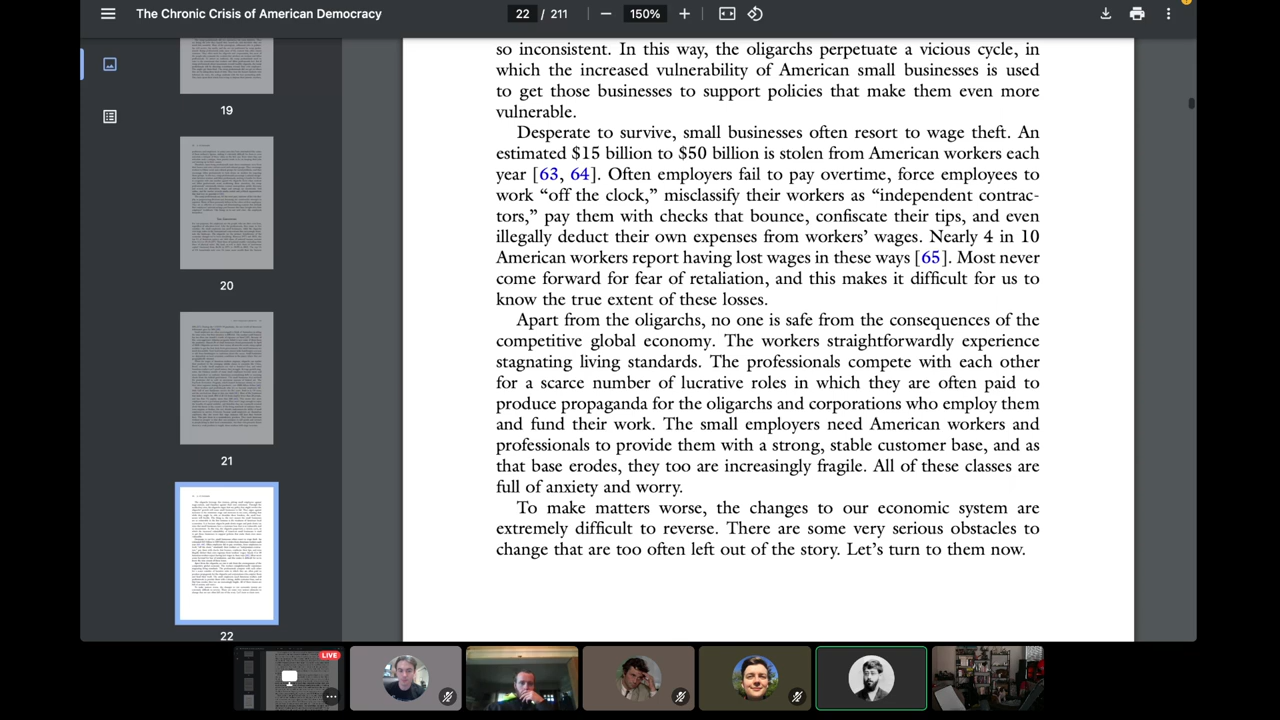 The Chronic Crisis of American Democracy
22 / 211
150%
is inconsistent. In this way, the oligarchs perpetuate a vicious cycle, in
which the increased vulnerability of American small businesses is used
to get those businesses to support policies that make them even more
vulnerable.
Desperate to survive, small businesses often resort to wage theft. An
estimated $15 billion to $50 billion is stolen from American workers each
year [63, 64]. Often, employers fail to pay overtime, force employees to
work “off the clock,” classify their workers as “independent contrac-
tors,” pay them with checks that bounce, confiscate their tips, and even
illegally deduct their own expenses from workers’ wages. Nearly 4 in 10
American workers report having lost wages in these ways [65]. Most never
come forward for fear of retaliation, and this makes it difficult for us to
know the true extent of these losses.
Apart from the oligarchs, no one is safe from the consequences of the
competitive global economy. The workers straightforwardly experience
stagnating living standards. The professionals compete with each other
for scarce and unattractive roles in which they are often paid to
produce propaganda for the oligarchs and corporations that employ them
and fund their work. The small employers need American workers and
professionals to provide them with a strong, stable customer base, and as
that base erodes, they too are increasingly fragile. All of these classes are
full of anxiety and worry.
To make matters worse, the changes to our economic system are
extremely difficult to reverse. There are some very strong obstacles to
change that we have left out of the story. Let’s add them now.
19
20
21
22
LIVE